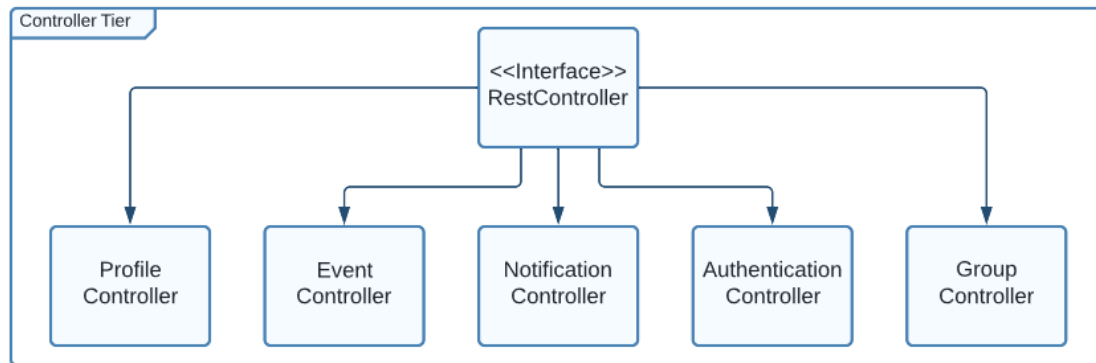 Controller Tier
<<Interface>>
RestController
Profile
Controller
Event
Controller
Notification
Controller
Authentication
Controller
Group
Controller